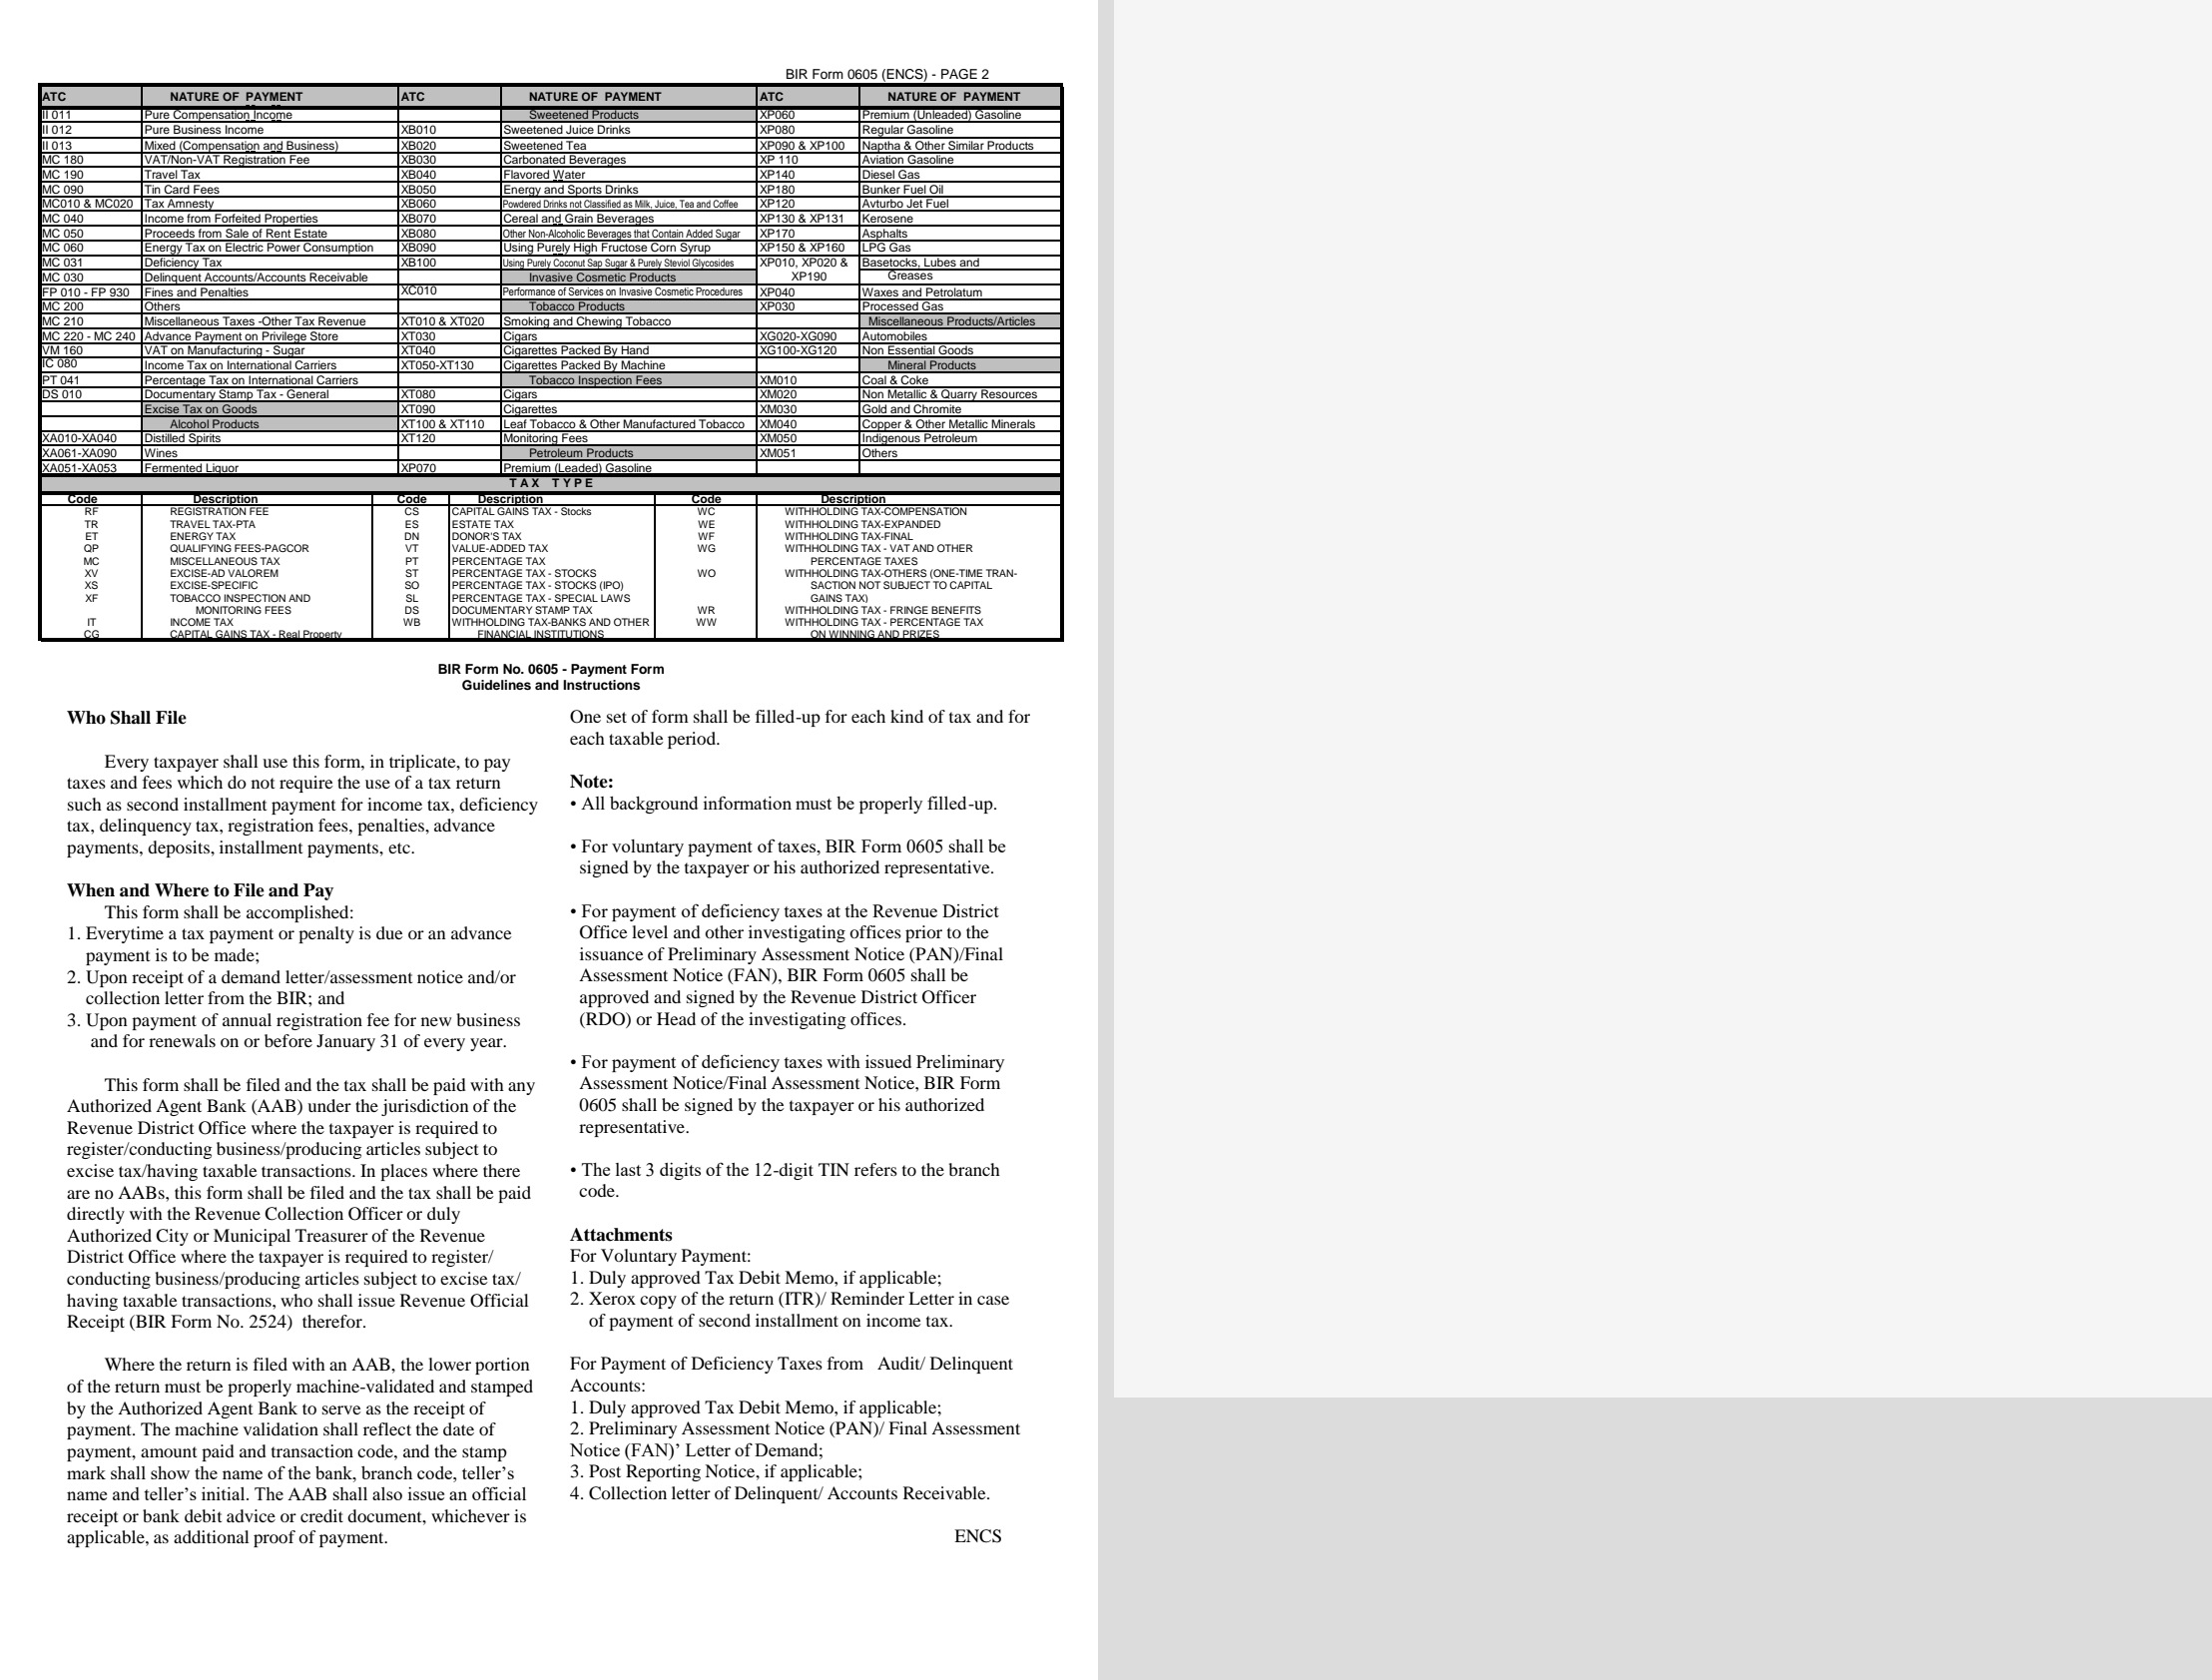 BIR Form 0605 (ENCS) - PAGE 2
ATC NATURE OF PAYMENT ATC NATURE OF PAYMENT ATC NATURE OF PAYMENT
II 011 Pure Compensation Income Sweetened Products XP060 Premium (Unleaded) Gasoline
II 012 Pure Business Income XB010 Sweetened Juice Drinks XP080 Regular Gasoline
II 013 Mixed (Compensation and Business) XB020 Sweetened Tea XP090 & XP100 Naptha & Other Similar Products
MC 180 VAT/Non-VAT Registration Fee XB030 Carbonated Beverages XP 110 Aviation Gasoline
MC 190 Travel Tax XB040 Flavored Water XP140 Diesel Gas
MC 090 Tin Card Fees XB050 Energy and Sports Drinks XP180 Bunker Fuel Oil
MC010 & MC020 Tax Amnesty XB060 Powdered Drinks not Classified as Milk, Juice, Tea and Coffee XP120 Avturbo Jet Fuel
MC 040 Income from Forfeited Properties XB070 Cereal and Grain Beverages XP130 & XP131 Kerosene
MC 050 Proceeds from Sale of Rent Estate XB080 Other Non-Alcoholic Beverages that Contain Added Sugar XP170 Asphalts
MC 060 Energy Tax on Electric Power Consumption XB090 Using Purely High Fructose Corn Syrup XP150 & XP160 LPG Gas
MC 031 Deficiency Tax XB100 Using Purely Coconut Sap Sugar & Purely Steviol Glycosides XP010, XP020 & Basetocks, Lubes and
MC 030 Delinquent Accounts/Accounts Receivable Invasive Cosmetic Products XP190 Greases
FP 010 - FP 930 Fines and Penalties XC010 Performance of Services on Invasive Cosmetic Procedures XP040 Waxes and Petrolatum
MC 200 Others Tobacco Products XP030 Processed Gas
MC 210 Miscellaneous Taxes -Other Tax Revenue XT010 & XT020 Smoking and Chewing Tobacco Miscellaneous Products/Articles
MC 220 - MC 240 Advance Payment on Privilege Store XT030 Cigars XG020-XG090 Automobiles
VM 160 VAT on Manufacturing - Sugar XT040 Cigarettes Packed By Hand XG100-XG120 Non Essential Goods
IC 080 Income Tax on International Carriers XT050-XT130 Cigarettes Packed By Machine Mineral Products
PT 041 Percentage Tax on International Carriers Tobacco Inspection Fees XM010 Coal & Coke
DS 010 Documentary Stamp Tax - General XT080 Cigars XM020 Non Metallic & Quarry Resources
Excise Tax on Goods XT090 Cigarettes XM030 Gold and Chromite
Alcohol Products XT100 & XT110 Leaf Tobacco & Other Manufactured Tobacco XM040 Copper & Other Metallic Minerals
XA010-XA040 Distilled Spirits XT120 Monitoring Fees XM050 Indigenous Petroleum
XA061-XA090 Wines Petroleum Products XM051 Others
XA051-XA053 Fermented Liquor XP070 Premium (Leaded) Gasoline
TAX TYPE
Code Description Code Description Code Description
RF REGISTRATION FEE CS CAPITAL GAINS TAX - Stocks WC WITHHOLDING TAX-COMPENSATION
TR TRAVEL TAX-PTA ES ESTATE TAX WE WITHHOLDING TAX-EXPANDED
ET ENERGY TAX DN DONOR'S TAX WF WITHHOLDING TAX-FINAL
QP QUALIFYING FEES-PAGCOR VT VALUE-ADDED TAX WG WITHHOLDING TAX - VAT AND OTHER
MC MISCELLANEOUS TAX PT PERCENTAGE TAX PERCENTAGE TAXES
XV EXCISE-AD VALOREM ST PERCENTAGE TAX - STOCKS WO WITHHOLDING TAX-OTHERS (ONE-TIME TRAN-
XS EXCISE-SPECIFIC SO PERCENTAGE TAX - STOCKS (IPO) SACTION NOT SUBJECT TO CAPITAL
XF TOBACCO INSPECTION AND SL PERCENTAGE TAX - SPECIAL LAWS GAINS TAX)
MONITORING FEES DS DOCUMENTARY STAMP TAX WR WITHHOLDING TAX - FRINGE BENEFITS
IT INCOME TAX WB WITHHOLDING TAX-BANKS AND OTHER WW WITHHOLDING TAX - PERCENTAGE TAX
CG CAPITAL GAINS TAX - Real Property FINANCIAL INSTITUTIONS ON WINNING AND PRIZES
BIR Form No. 0605 - Payment Form
Guidelines and Instructions
Who Shall File
Every taxpayer shall use this form, in triplicate, to pay
taxes and fees which do not require the use of a tax return
such as second installment payment for income tax, deficiency
tax, delinquency tax, registration fees, penalties, advance
payments, deposits, installment payments, etc.
When and Where to File and Pay
This form shall be accomplished:
1. Everytime a tax payment or penalty is due or an advance
payment is to be made;
2. Upon receipt of a demand letter/assessment notice and/or
collection letter from the BIR; and
3. Upon payment of annual registration fee for new business
and for renewals on or before January 31 of every year.
This form shall be filed and the tax shall be paid with any
Authorized Agent Bank (AAB) under the jurisdiction of the
Revenue District Office where the taxpayer is required to
register/conducting business/producing articles subject to
excise tax/having taxable transactions. In places where there
are no AABs, this form shall be filed and the tax shall be paid
directly with the Revenue Collection Officer or duly
Authorized City or Municipal Treasurer of the Revenue
District Office where the taxpayer is required to register/
conducting business/producing articles subject to excise tax/
having taxable transactions, who shall issue Revenue Official
Receipt (BIR Form No. 2524) therefor.
Where the return is filed with an AAB, the lower portion
of the return must be properly machine-validated and stamped
by the Authorized Agent Bank to serve as the receipt of
payment. The machine validation shall reflect the date of
payment, amount paid and transaction code, and the stamp
mark shall show the name of the bank, branch code, teller’s
name and teller’s initial. The AAB shall also issue an official
receipt or bank debit advice or credit document, whichever is
applicable, as additional proof of payment.
One set of form shall be filled-up for each kind of tax and for
each taxable period.
Note:
• All background information must be properly filled-up.
• For voluntary payment of taxes, BIR Form 0605 shall be
signed by the taxpayer or his authorized representative.
• For payment of deficiency taxes at the Revenue District
Office level and other investigating offices prior to the
issuance of Preliminary Assessment Notice (PAN)/Final
Assessment Notice (FAN), BIR Form 0605 shall be
approved and signed by the Revenue District Officer
(RDO) or Head of the investigating offices.
• For payment of deficiency taxes with issued Preliminary
Assessment Notice/Final Assessment Notice, BIR Form
0605 shall be signed by the taxpayer or his authorized
representative.
• The last 3 digits of the 12-digit TIN refers to the branch
code.
Attachments
For Voluntary Payment:
1. Duly approved Tax Debit Memo, if applicable;
2. Xerox copy of the return (ITR)/ Reminder Letter in case
of payment of second installment on income tax.
For Payment of Deficiency Taxes from Audit/ Delinquent
Accounts:
1. Duly approved Tax Debit Memo, if applicable;
2. Preliminary Assessment Notice (PAN)/ Final Assessment
Notice (FAN)’ Letter of Demand;
3. Post Reporting Notice, if applicable;
4. Collection letter of Delinquent/ Accounts Receivable.
ENCS